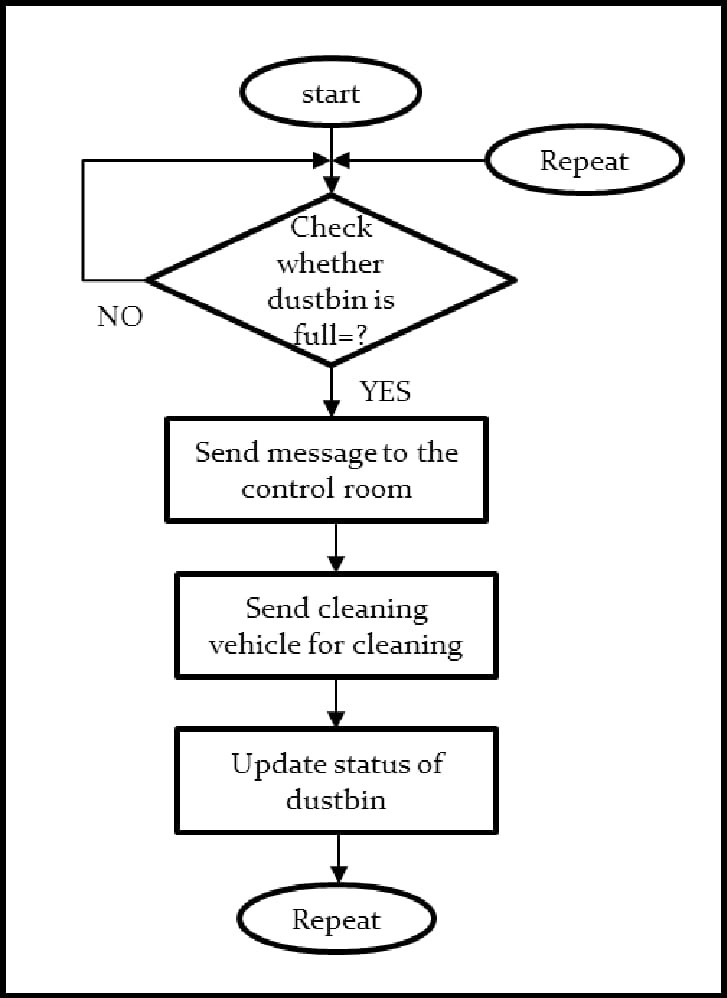 start
Repeat
Check
whether
dustbin is
full=?
NO
YES
Send message to the
control room
Send cleaning
vehicle for cleaning
Update status of
dustbin
Repeat